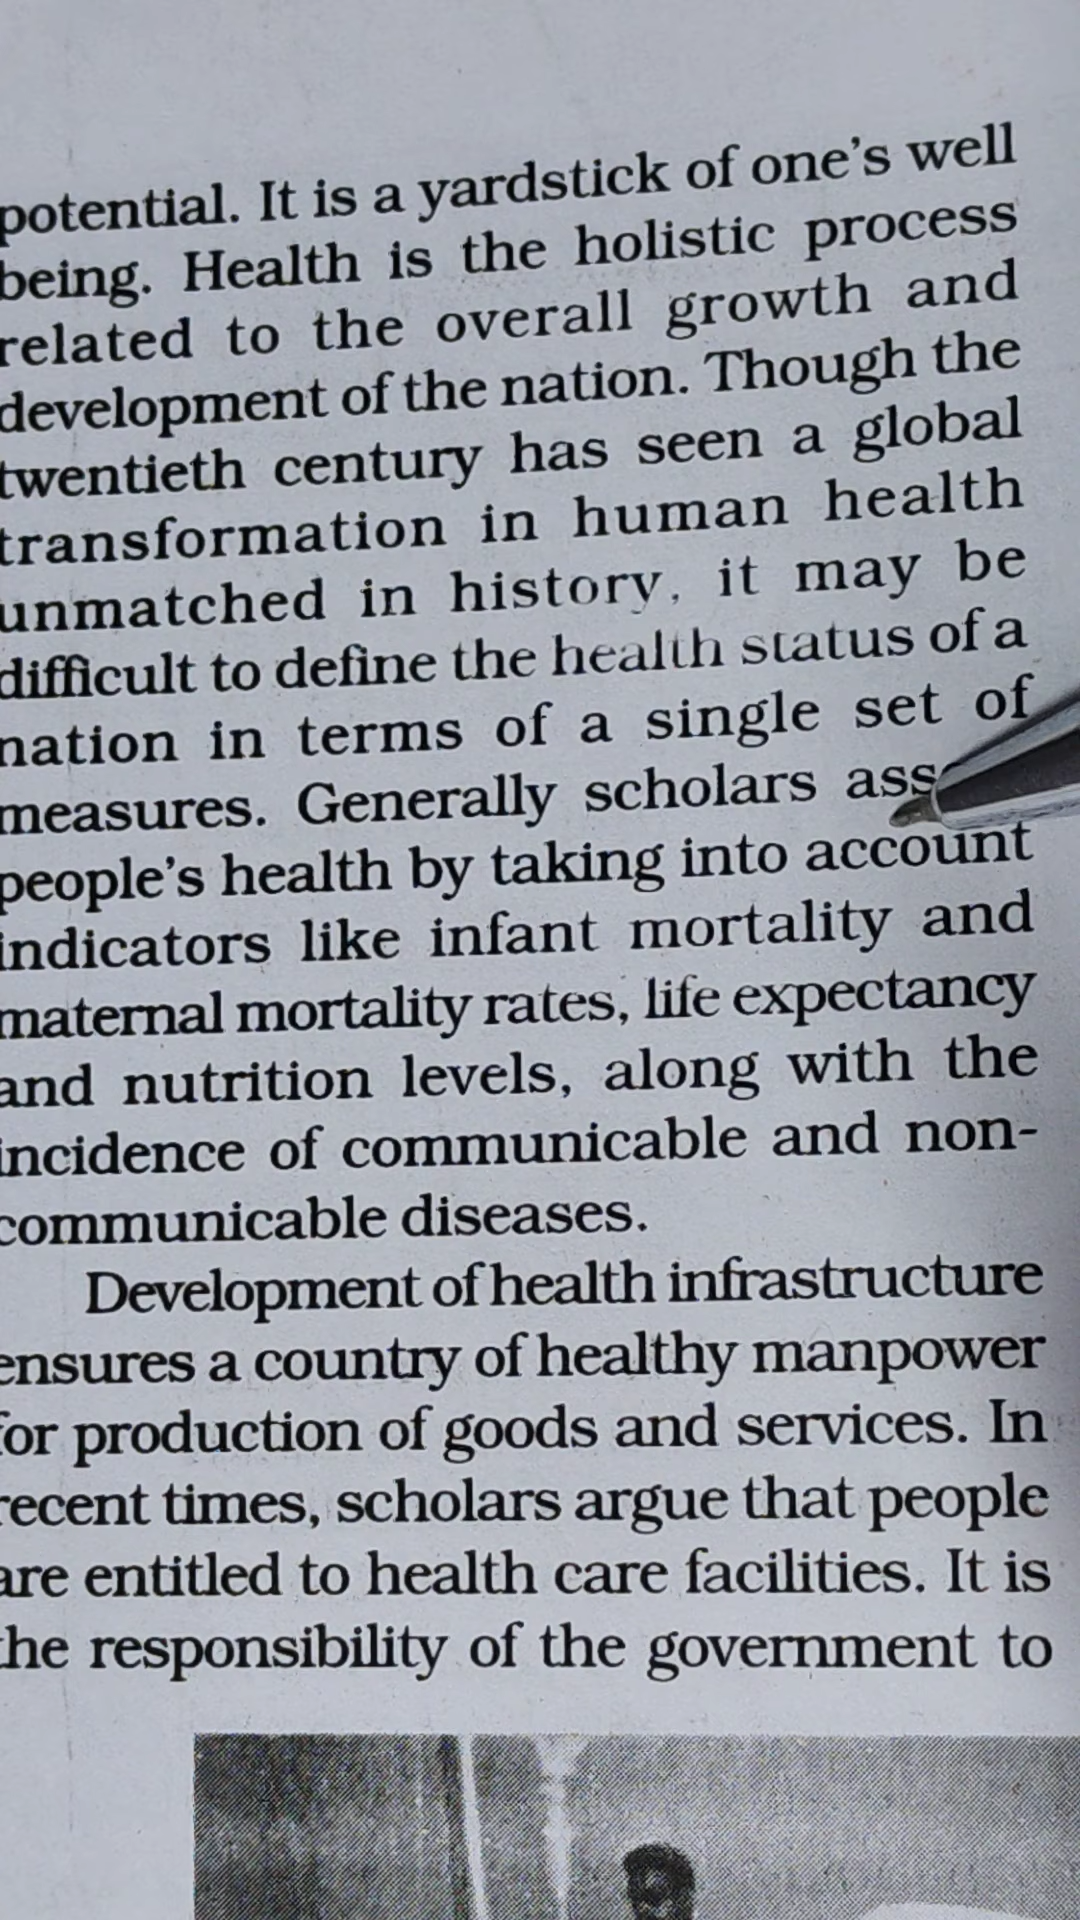 potential. It is a yardstick of one's well
being. Health is the holistic process
related to the overall growth and
development of the nation. Though the
twentieth century has seen a global
transformation in human health
unmatched in history, it may be
difficult to define the health status of a
nation in terms of a single set of
measures. Generally scholars
people's health by taking into account
indicators like infant mortality and
maternal mortality rates, life expectancy
and nutrition levels, along with the
incidence of communicable and non-
communicable diseases.
Development of health infrastructure
ensures a country of healthy manpower
for production of goods and services. In
recent times, scholars argue that people
are entitled to health care facilities. It is
the responsibility of the government to